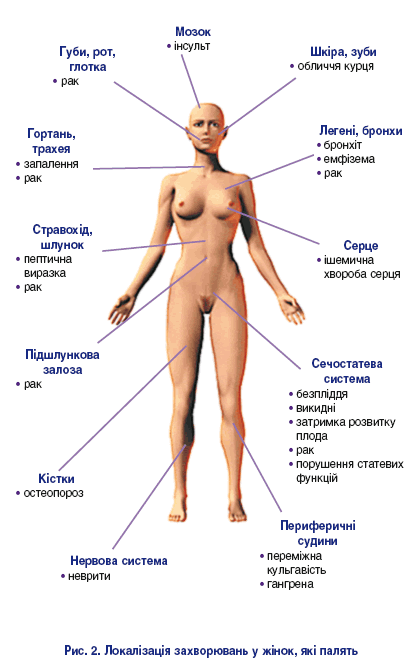 Мозок
• інсульт
Губи, рот,
глотка
• рак
Шкіра, зуби
• обличчя курця
Гортань,
трахея
• запалення
• рак
Легені, бронхи
• бронхіт
• емфізема
• рак
Стравохід,
шлунок
• пептична
виразка
• рак
Серце
• ішемична
хвороба серця
Підшлункова
залоза
• рак
Сечостатева
система
• безпліддя
• викидні
• затримка розвитку
плода
• рак
• порушення статевих
функцій
Кістки
• остеопороз
Периферичні
судини
• переміжна
кульгавість
• гангрена
Нервова система
• неврити
Рис. 2. Локалізація захворювань у жінок, які палять